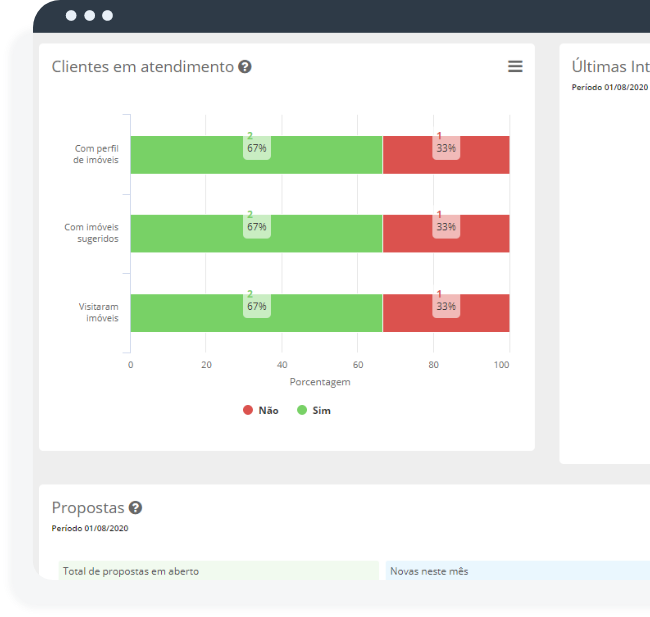 Clientes em atendimento
Últimas Int
Período 01/08/2020
Com perfil
de imóveis
2
67%
1
33%
Com imóveis
sugeridos
2
67%
1
33%
Visitaram
imóveis
2
67%
1
33%
0 20 40 60 80 100
Porcentagem
Não Sim
Propostas
Período 01/08/2020
Total de propostas em aberto
Novas neste mês